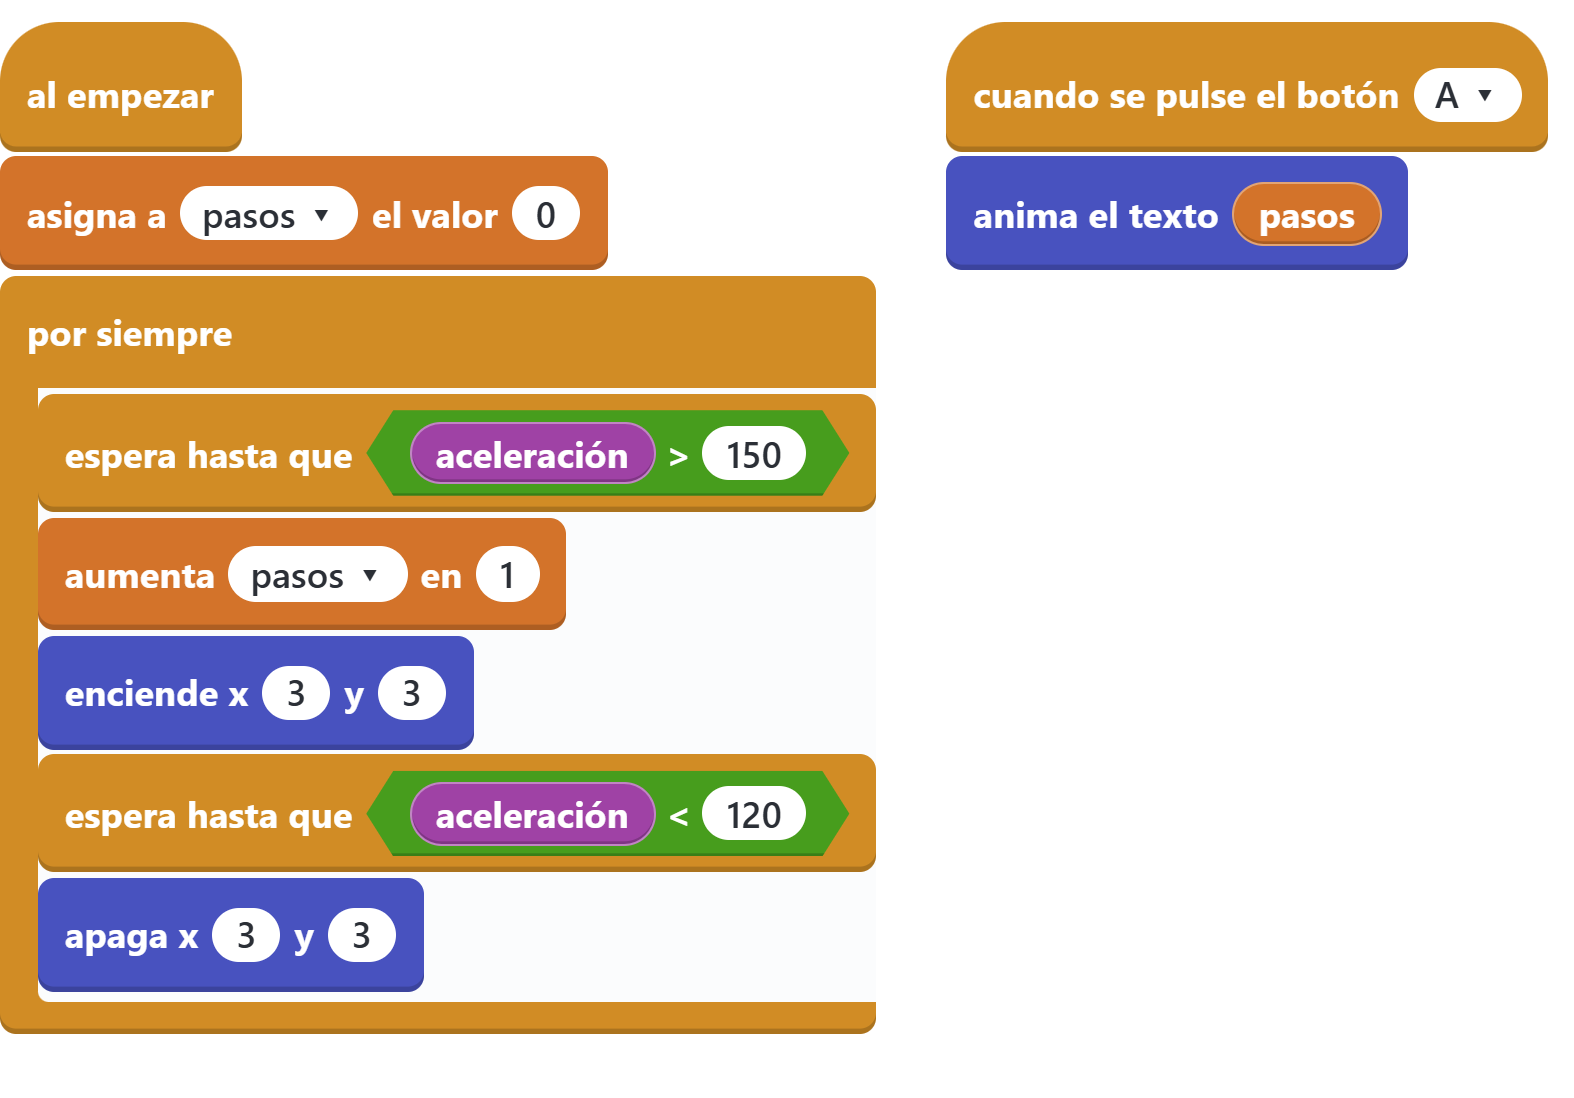 al empezar
asigna a pasos ▼ el valor 0
por siempre
espera hasta que aceleración > 150
aumenta pasos ▼ en 1
enciende x 3 y 3
espera hasta que aceleración < 120
apaga x 3 y 3
cuando se pulse el botón A ▼
anima el texto pasos